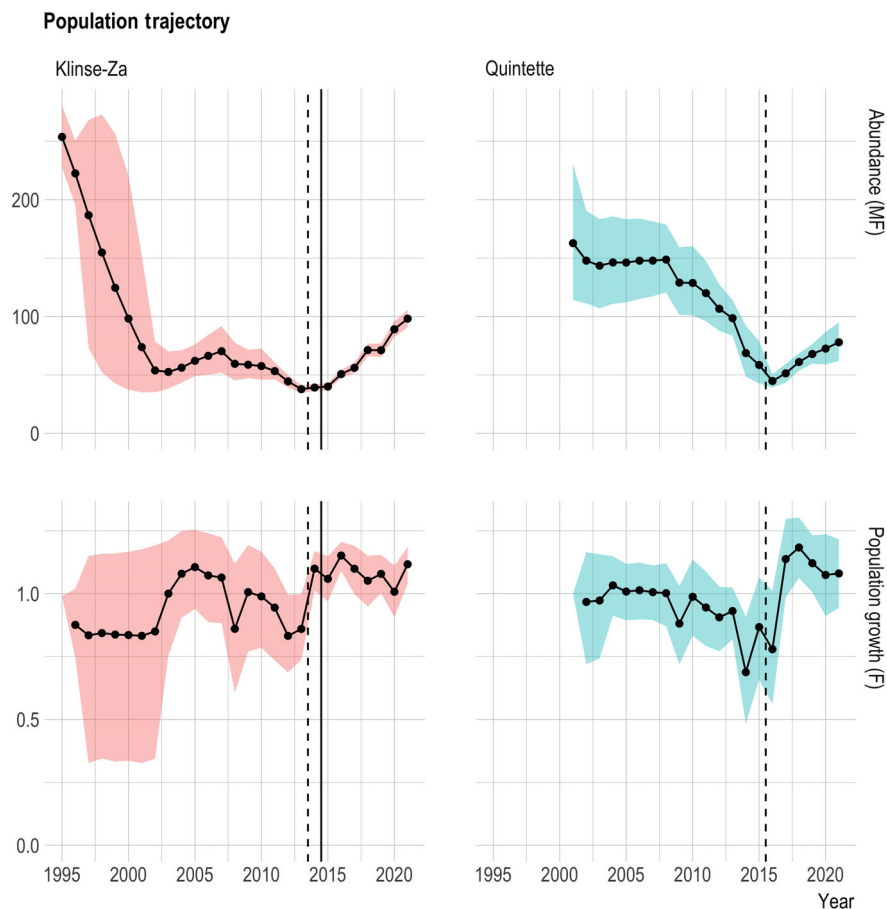 Population trajectory
Klinse-Za
Quintette
200
100
0
Abundance (MF)
1.0
0.5
0.0
Population growth (F)
1995 2000 2005 2010 2015 2020
1995 2000 2005 2010 2015 2020
Year